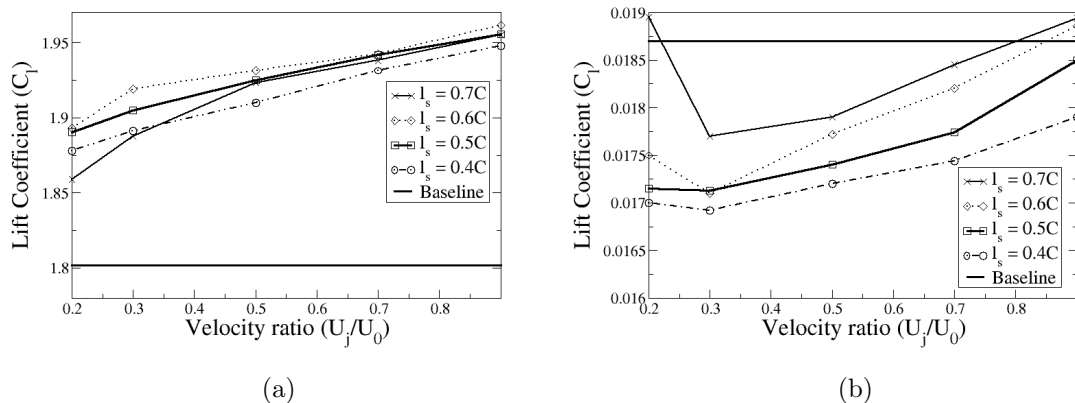 1.95
1.9
1.85
1.8
Lift Coefficient (C_l)
0.2 0.3 0.4 0.5 0.6 0.7 0.8
Velocity ratio (U_j/U_0)
l_s = 0.7C
l_s = 0.6C
l_s = 0.5C
l_s = 0.4C
Baseline
(a)
0.019
0.0185
0.018
0.0175
0.017
0.0165
0.016
Lift Coefficient (C_l)
0.2 0.3 0.4 0.5 0.6 0.7 0.8
Velocity ratio (U_j/U_0)
l_s = 0.7C
l_s = 0.6C
l_s = 0.5C
l_s = 0.4C
Baseline
(b)